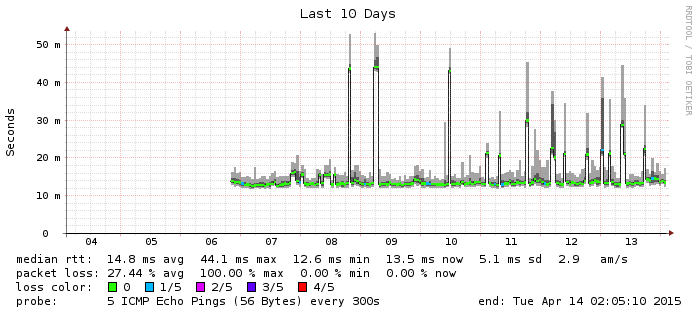 Last 10 Days
RRDTOOL / TOBI OETIKER
Seconds
50 m
40 m
30 m
20 m
10 m
0
04 05 06 07 08 09 10 11 12 13
median rtt: 14.8 ms avg 44.1 ms max 12.6 ms min 13.5 ms now 5.1 ms sd 2.9 am/s
packet loss: 27.44 % avg 100.00 % max 0.00 % min 0.00 % now
loss color: 0 1/5 2/5 3/5 4/5
probe: 5 ICMP Echo Pings (56 Bytes) every 300s end: Tue Apr 14 02:05:10 2015